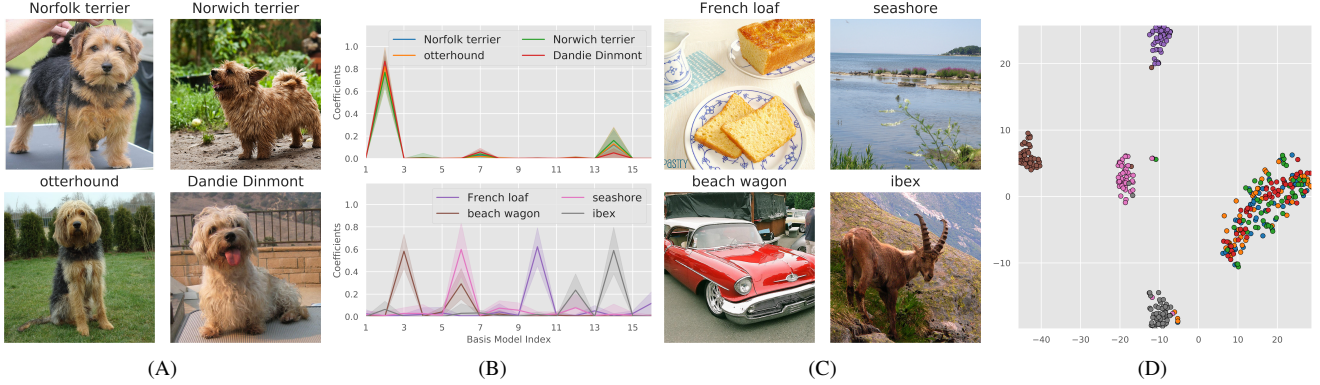 Norfolk terrier
Norwich terrier
otterhound
Dandie Dinmont
(A)
Coefficients
1.0
0.8
0.6
0.4
0.2
0.0
Norfolk terrier
otterhound
Norwich terrier
Dandie Dinmont
1 3 5 7 9 11 13 15
Coefficients
1.0
0.8
0.6
0.4
0.2
0.0
French loaf
beach wagon
seashore
ibex
1 3 5 7 9 11 13 15
Basis Model Index
(B)
French loaf
seashore
PASTRY
beach wagon
ibex
(C)
20
10
0
−10
−40 −30 −20 −10 0 10 20
(D)